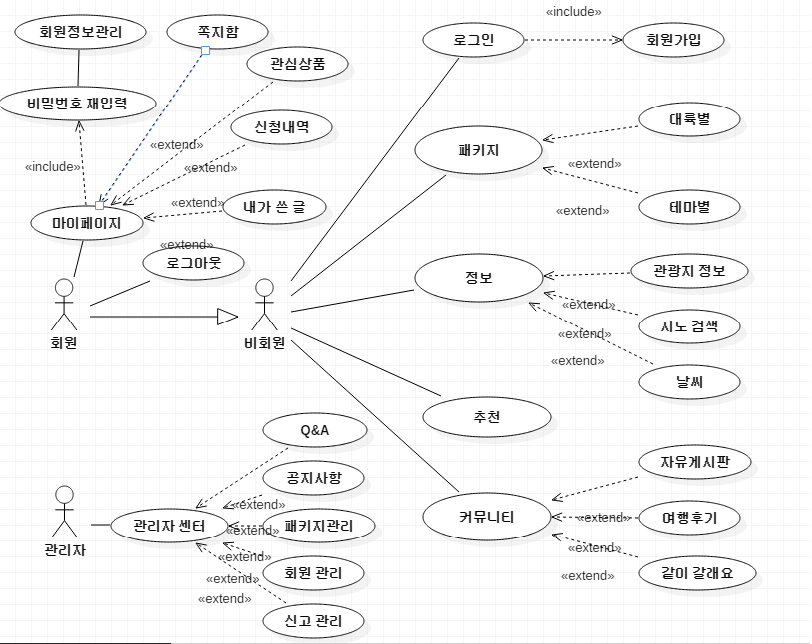 회원정보관리
쪽지함
관심상품
비밀번호 재입력
«extend»
신청내역
«include»
«extend»
«extend»
내가 쓴 글
마이페이지
«extend»
로그아웃
회원
비회원
«include»
로그인
회원가입
대륙별
패키지
«extend»
«extend»
테마별
정보
관광지 정보
«extend»
시노 검색
«extend»
«extend»
날씨
추천
자유게시판
커뮤니티
«extend»
여행후기
«extend»
«extend»
같이 갈래요
Q&A
공지사항
«extend»
관리자 센터
«extend»
패키지관리
관리자
«extend»
회원 관리
«extend»
«extend»
신고 관리